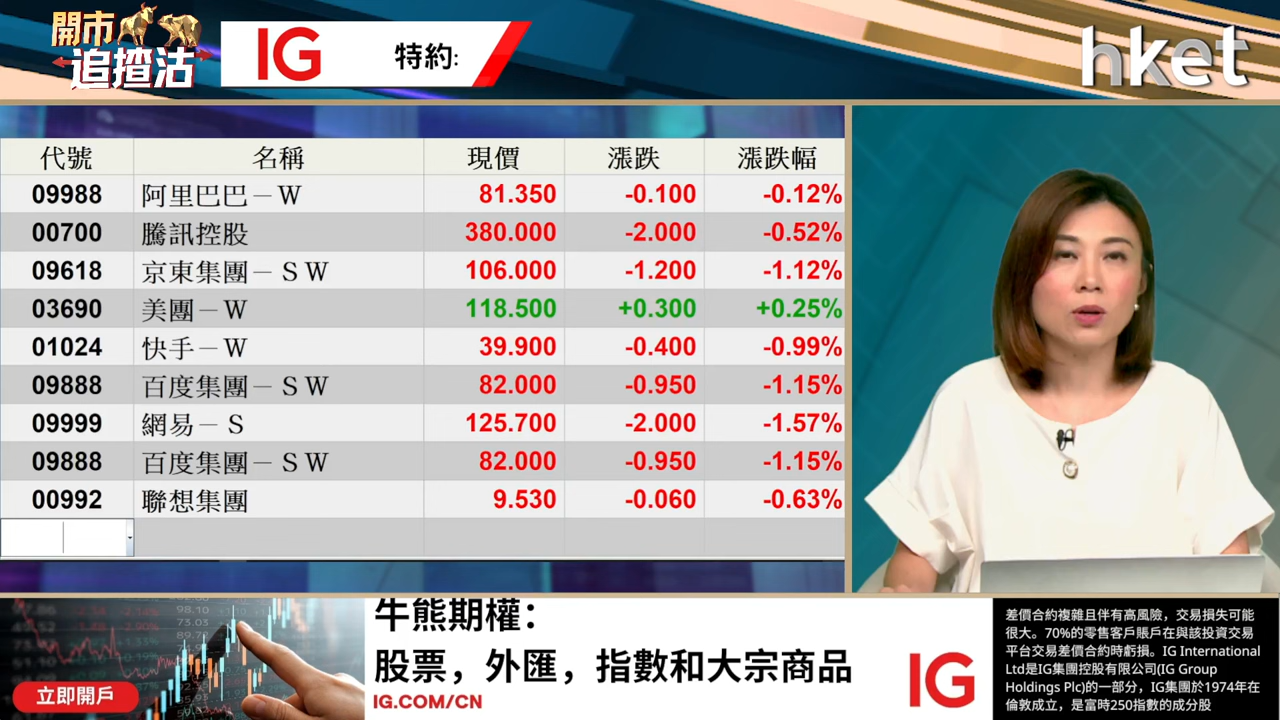 開市
追揸沽
IG
特約:
hket
代號 名稱 現價 漲跌 漲跌幅
09988 阿里巴巴－W 81.350 -0.100 -0.12%
00700 騰訊控股 380.000 -2.000 -0.52%
09618 京東集團－ＳＷ 106.000 -1.200 -1.12%
03690 美團－W 118.500 +0.300 +0.25%
01024 快手－W 39.900 -0.400 -0.99%
09888 百度集團－ＳＷ 82.000 -0.950 -1.15%
09999 網易－Ｓ 125.700 -2.000 -1.57%
09888 百度集團－ＳＷ 82.000 -0.950 -1.15%
00992 聯想集團 9.530 -0.060 -0.63%
立即開戶
牛熊期權：
股票，外匯，指數和大宗商品
IG.COM/CN
IG
差價合約複雜且伴有高風險，交易損失可能
很大。70%的零售客戶賬戶在與該投資交易
平台交易差價合約時虧損。IG International
Ltd是IG集團控股有限公司(IG Group
Holdings Plc)的一部分，IG集團於1974年在
倫敦成立，是富時250指數的成分股